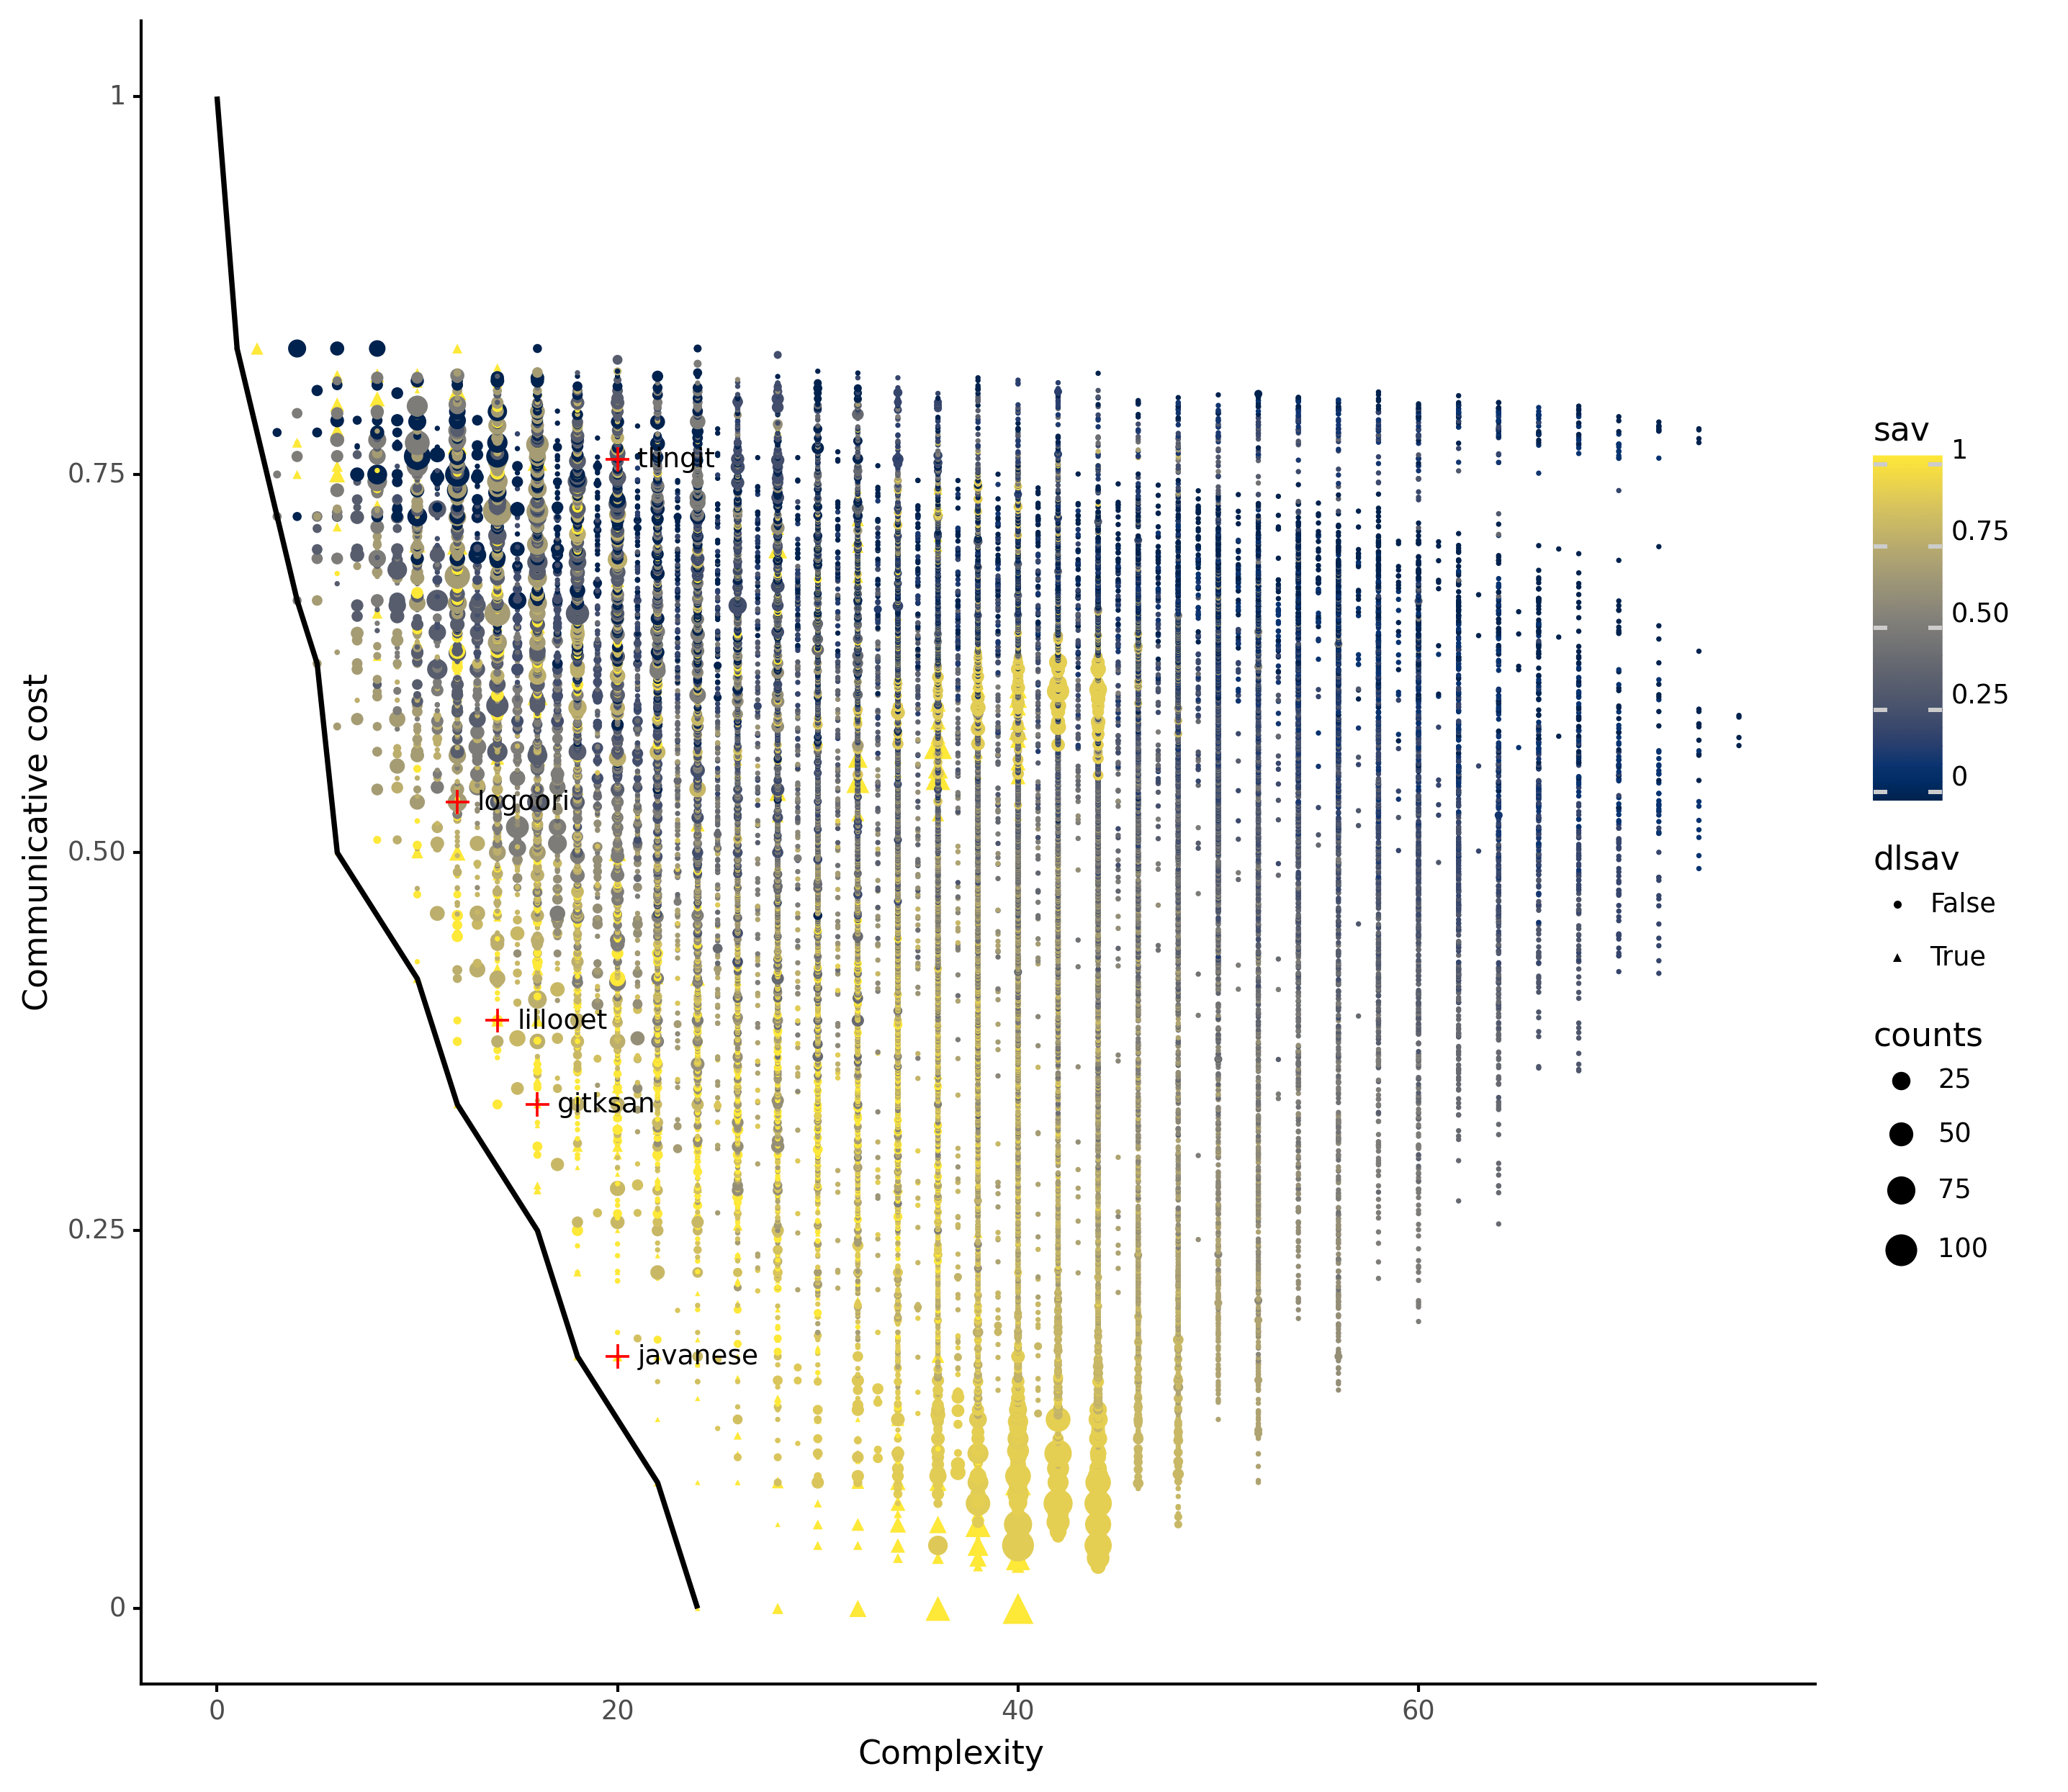 1
0.75
0.50
0.25
0
Communicative cost
0
20
40
60
Complexity
tlingit
logoori
lillooet
gitksan
javanese
sav
1
0.75
0.50
0.25
0
dlsav
False
True
counts
25
50
75
100